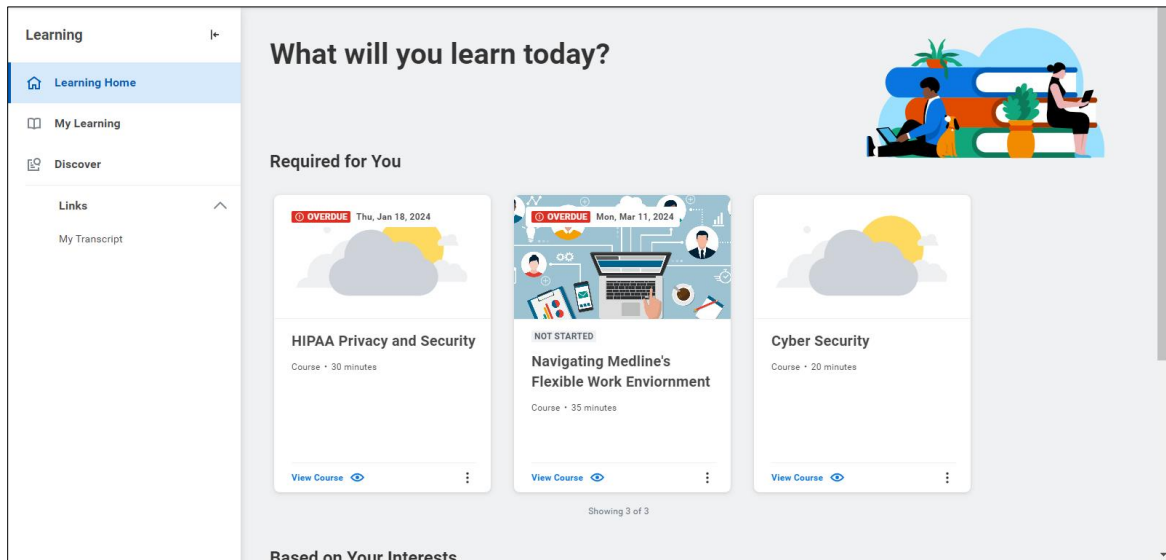 Learning
Learning Home
My Learning
Discover
Links
My Transcript
What will you learn today?
Required for You
OVERDUE Thu, Jan 18, 2024
HIPAA Privacy and Security
Course • 30 minutes
View Course
OVERDUE Mon, Mar 11, 2024
NOT STARTED
Navigating Medline's
Flexible Work Enviornment
Course • 35 minutes
View Course
Cyber Security
Course • 20 minutes
View Course
Showing 3 of 3
Based on Your Interests